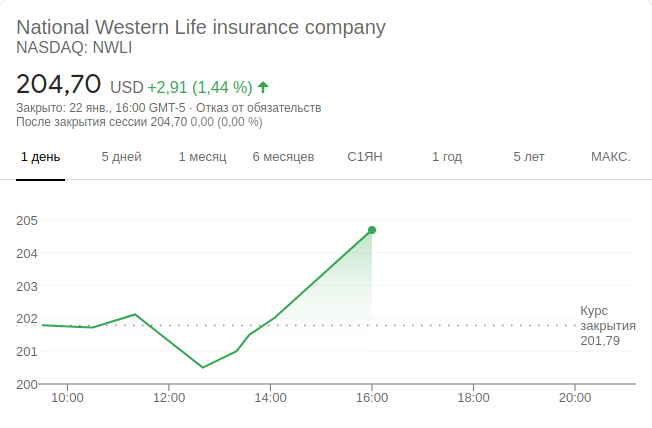 National Western Life insurance company
NASDAQ: NWLI
204,70 USD +2,91 (1,44 %)
Закрыто: 22 янв., 16:00 GMT-5 · Отказ от обязательств
После закрытия сессии 204,70 0,00 (0,00 %)
1 день 5 дней 1 месяц 6 месяцев С1ЯН 1 год 5 лет МАКС.
205
204
203
202
201
200
Курс
закрытия
201,79
10:00 12:00 14:00 16:00 18:00 20:00